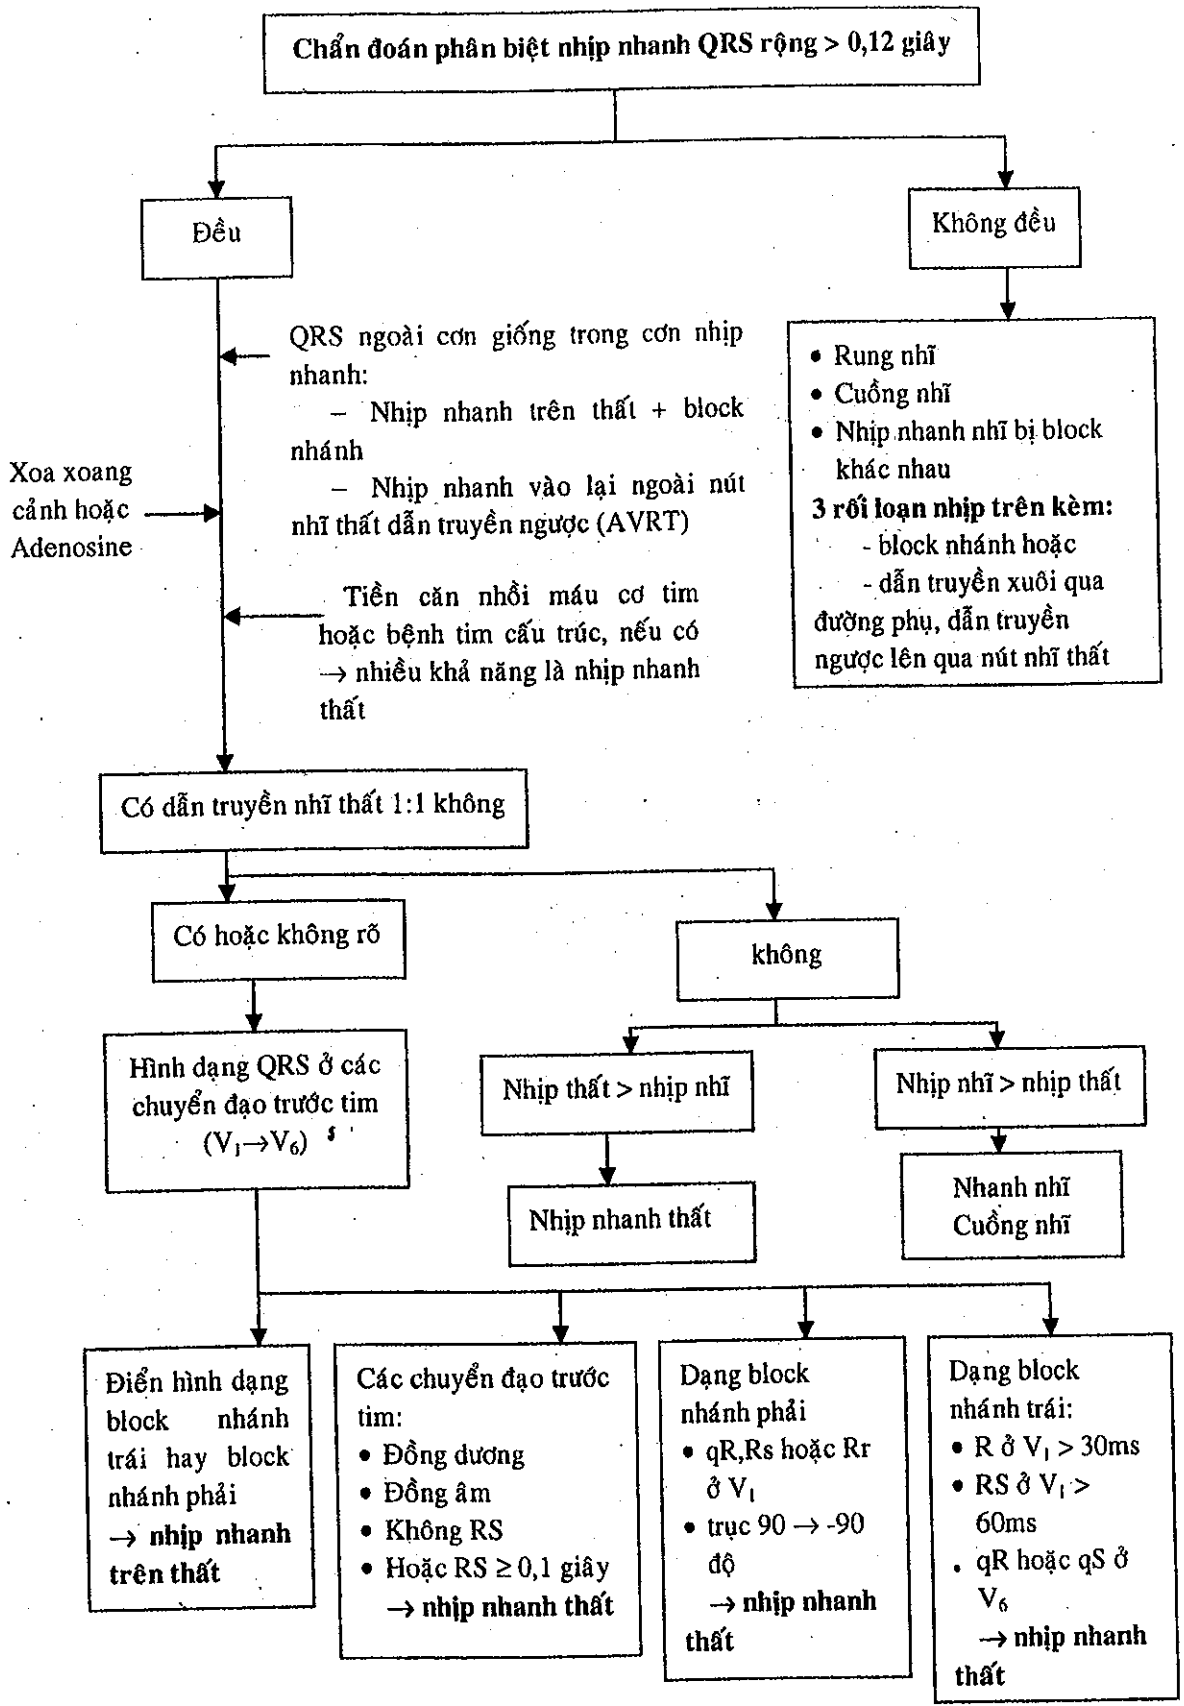 Chẩn đoán phân biệt nhịp nhanh QRS rộng > 0,12 giây
Đều
Không đều
QRS ngoài cơn giống trong cơn nhịp
nhanh:
– Nhịp nhanh trên thất + block
nhánh
– Nhịp nhanh vào lại ngoài nút
nhĩ thất dẫn truyền ngược (AVRT)
Xoa xoang
cảnh hoặc
Adenosine
Tiền căn nhồi máu cơ tim
hoặc bệnh tim cấu trúc, nếu có
→ nhiều khả năng là nhịp nhanh
thất
• Rung nhĩ
• Cuồng nhĩ
• Nhịp nhanh nhĩ bị block
khác nhau
3 rối loạn nhịp trên kèm:
- block nhánh hoặc
- dẫn truyền xuôi qua
đường phụ, dẫn truyền
ngược lên qua nút nhĩ thất
Có dẫn truyền nhĩ thất 1:1 không
Có hoặc không rõ
không
Hình dạng QRS ở các
chuyển đạo trước tim
(V₁→V₆)
Nhịp thất > nhịp nhĩ
Nhịp nhĩ > nhịp thất
Nhịp nhanh thất
Nhanh nhĩ
Cuồng nhĩ
Điển hình dạng
block nhánh
trái hay block
nhánh phải
→ nhịp nhanh
trên thất
Các chuyển đạo trước
tim:
• Đồng dương
• Đồng âm
• Không RS
• Hoặc RS ≥ 0,1 giây
→ nhịp nhanh thất
Dạng block
nhánh phải
• qR,Rs hoặc Rr
ở V₁
• trục 90 → -90
độ
→ nhịp nhanh
thất
Dạng block
nhánh trái:
• R ở V₁ > 30ms
• RS ở V₁ >
60ms
. qR hoặc qS ở
V₆
→ nhịp nhanh
thất